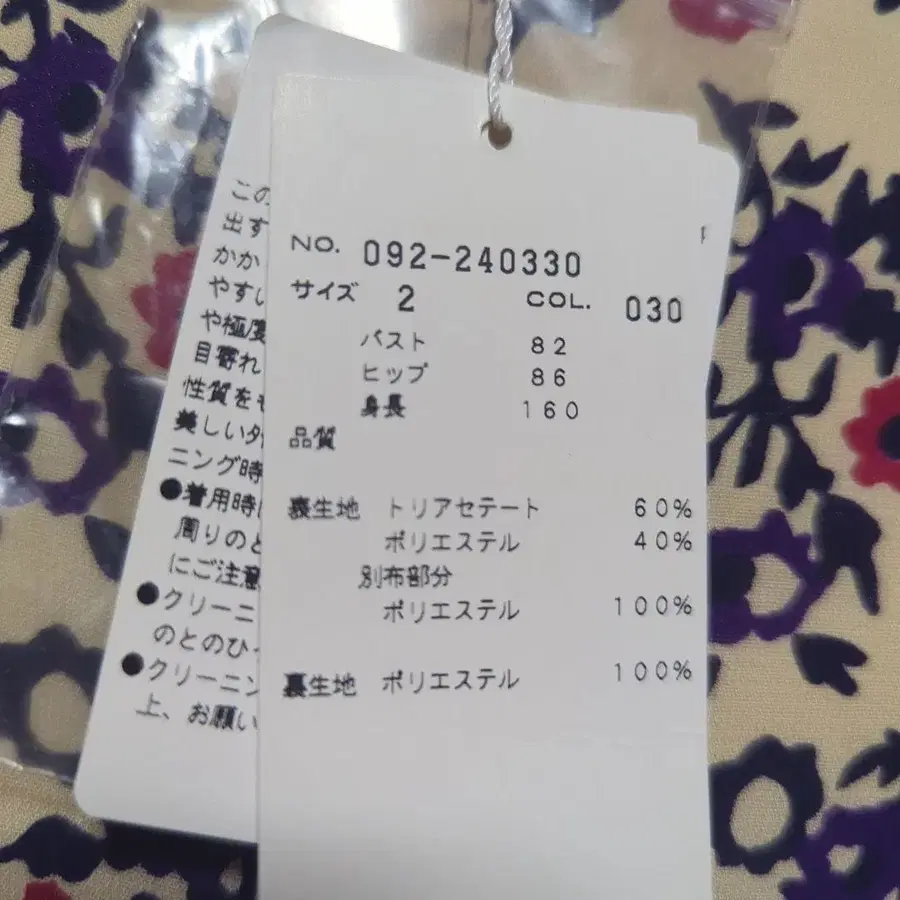 NO. 092-240330
サイズ 2 COL. 030
バスト 82
ヒップ 86
身長 160
品質
裏生地 トリアセテート 60%
ポリエステル 40%
別布部分
ポリエステル 100%
裏生地 ポリエステル 100%
この
出す
かか
やすい
や極度
目寄れ
性質を
美しい
ニング時
●着用時
周りのと
にご注意
●クリーニ
のとのひ
●クリーニン
上、お願い